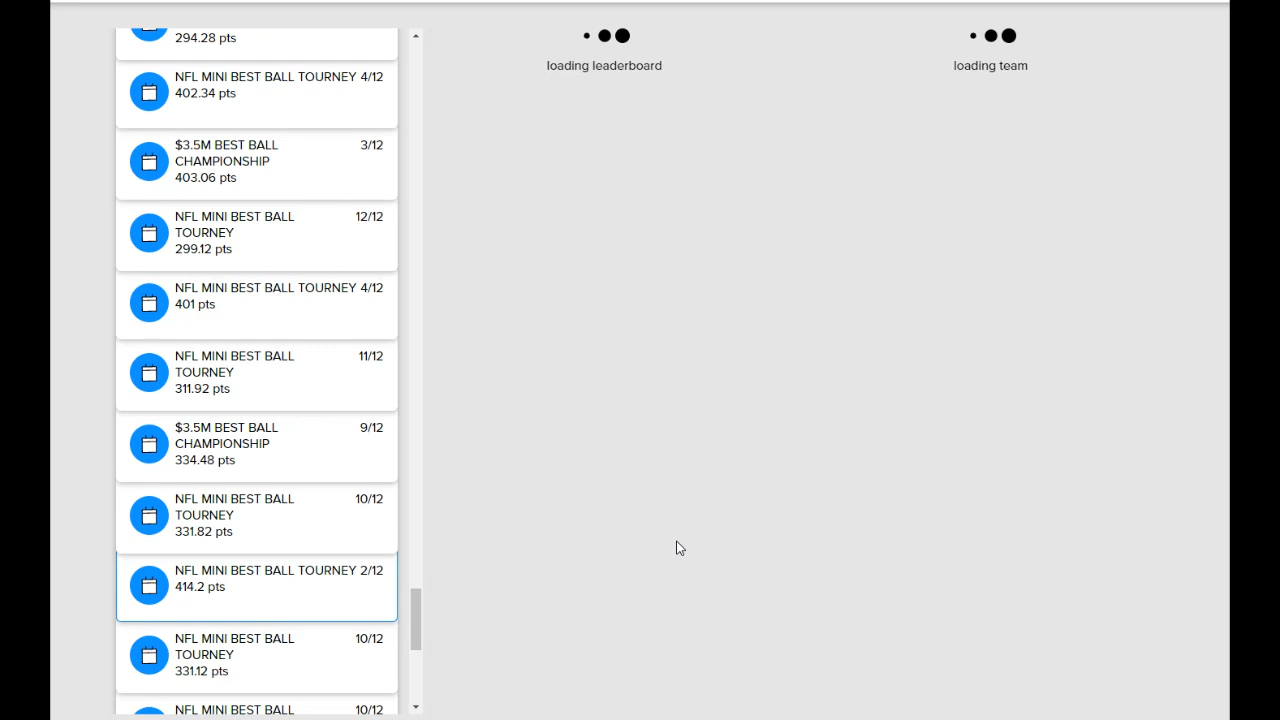 294.28 pts
NFL MINI BEST BALL TOURNEY 4/12
402.34 pts
$3.5M BEST BALL 3/12
CHAMPIONSHIP
403.06 pts
NFL MINI BEST BALL 12/12
TOURNEY
299.12 pts
NFL MINI BEST BALL TOURNEY 4/12
401 pts
NFL MINI BEST BALL 11/12
TOURNEY
311.92 pts
$3.5M BEST BALL 9/12
CHAMPIONSHIP
334.48 pts
NFL MINI BEST BALL 10/12
TOURNEY
331.82 pts
NFL MINI BEST BALL TOURNEY 2/12
414.2 pts
NFL MINI BEST BALL 10/12
TOURNEY
331.12 pts
NFL MINI BEST BALL 10/12
loading leaderboard
loading team